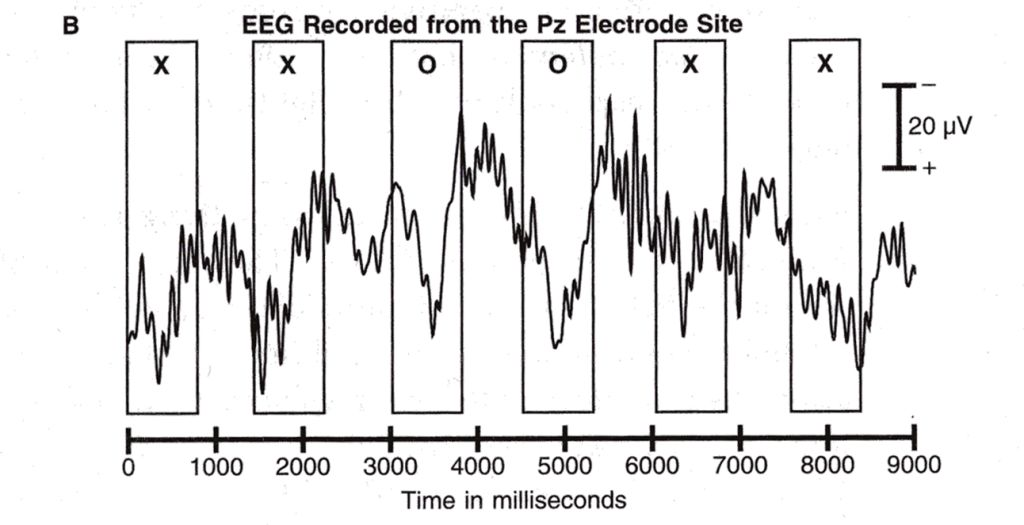 B
EEG Recorded from the Pz Electrode Site
X X O O X X
−
20 µV
+
0 1000 2000 3000 4000 5000 6000 7000 8000 9000
Time in milliseconds